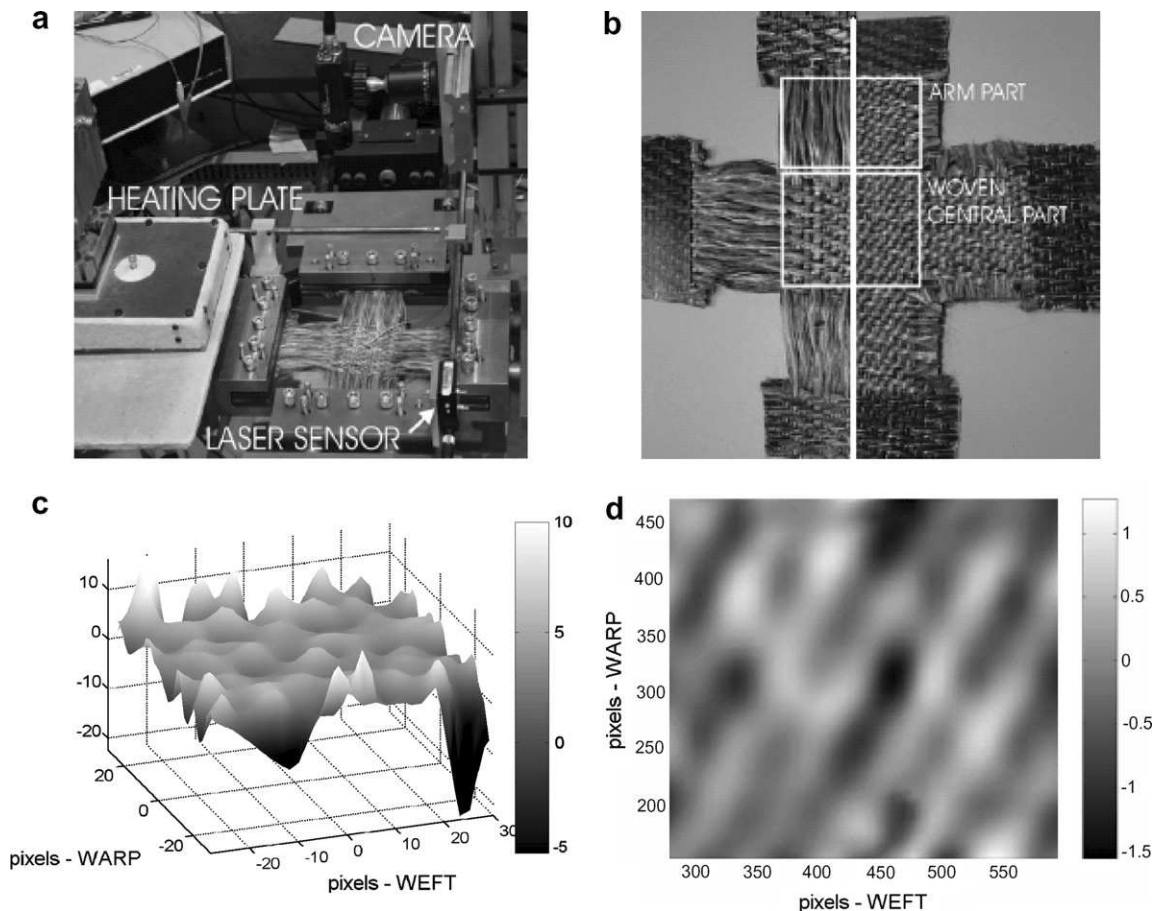 a
CAMERA
HEATING PLATE
LASER SENSOR
b
ARM PART
WOVEN
CENTRAL PART
c
10
0
-10
-20
20
0
-20
pixels - WARP
-20
-10
0
10
20
30
pixels - WEFT
10
5
0
-5
d
450
400
350
300
250
200
pixels - WARP
300
350
400
450
500
550
pixels - WEFT
1
0.5
0
-0.5
-1
-1.5